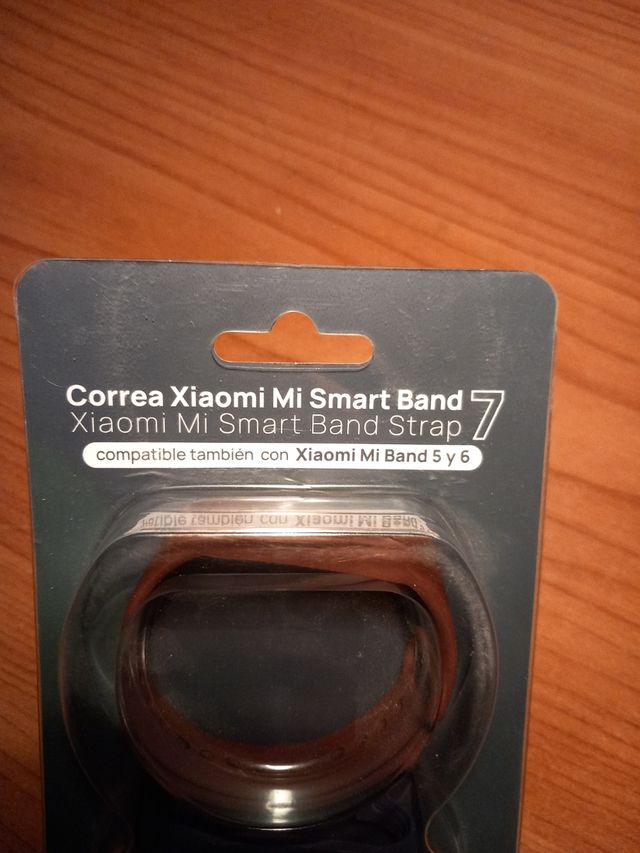 Correa Xiaomi Mi Smart Band 7
Xiaomi Mi Smart Band Strap
compatible también con Xiaomi Mi Band 5 y 6